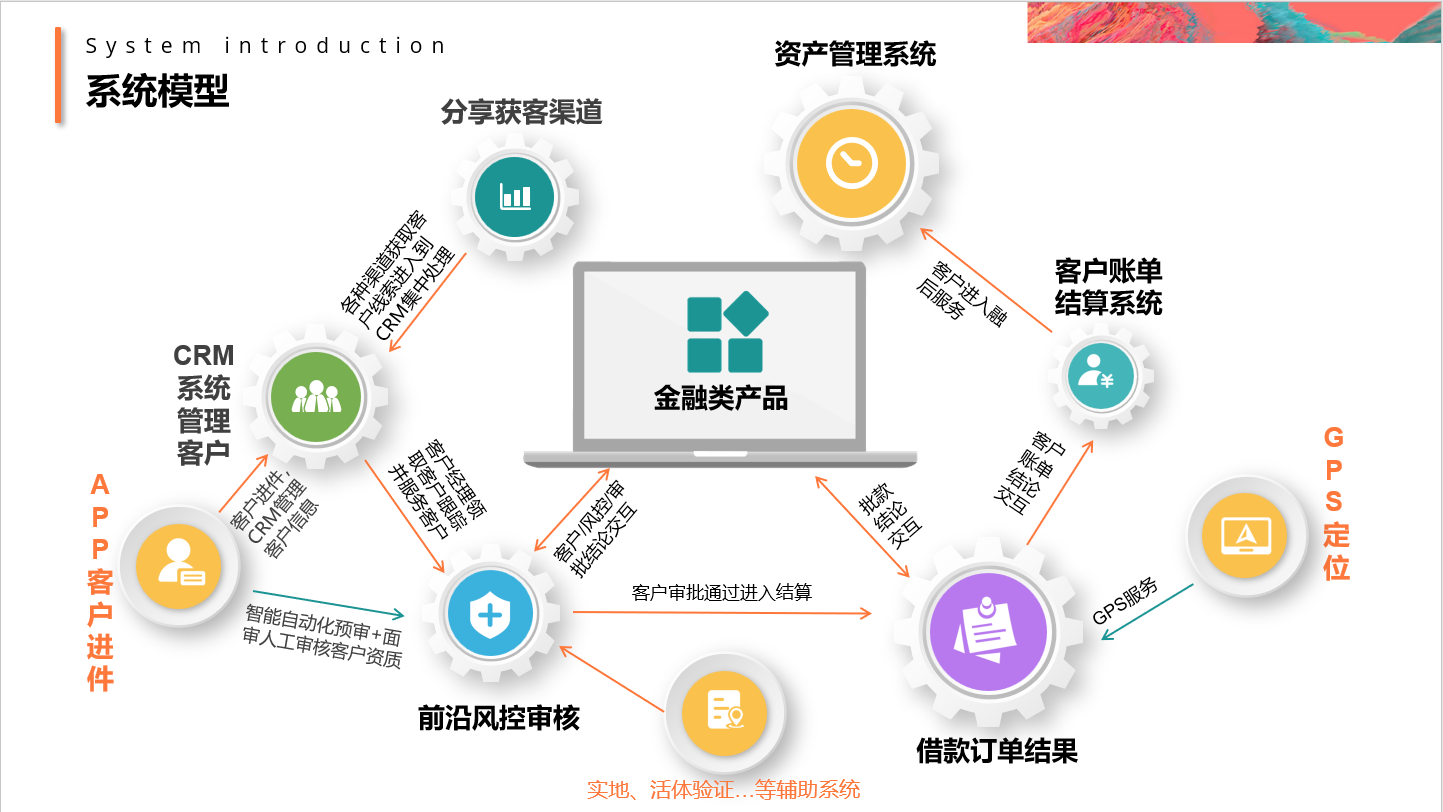 System introduction
系统模型
资产管理系统
分享获客渠道
各种渠道获取客
户线索进入到
CRM集中处理
客户进入融
后服务
客户账单
结算系统
金融类产品
CRM
系统
管理
客户
客户进件，
CRM管理
客户信息
客户经理领
取客户跟踪
并服务客户
客户/风控/审
批结论交互
批款
结论
交互
客户
账单
结论
交互
APP客户进件
GPS定位
智能自动化预审+面
审人工审核客户资质
客户审批通过进入结算
GPS服务
前沿风控审核
借款订单结果
实地、活体验证...等辅助系统